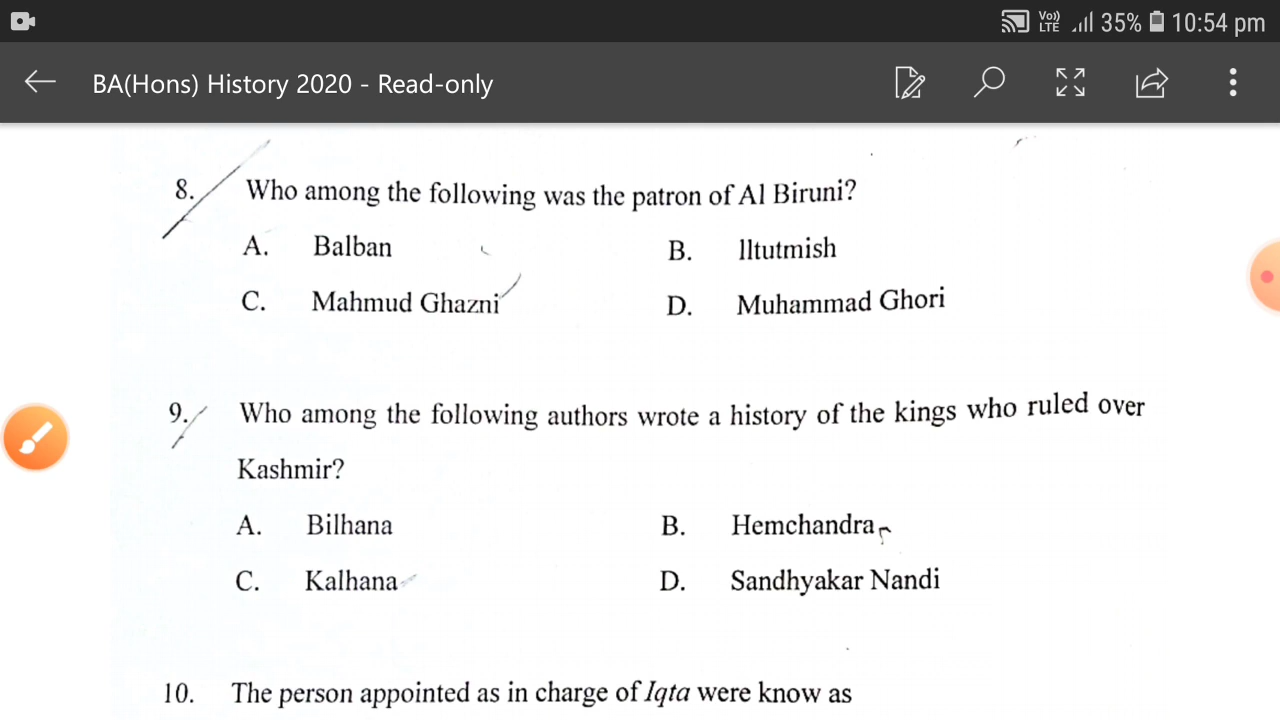 Vo)) LTE 35% 10:54 pm
BA(Hons) History 2020 - Read-only
8. Who among the following was the patron of Al Biruni?
A. Balban B. Iltutmish
C. Mahmud Ghazni D. Muhammad Ghori
9. Who among the following authors wrote a history of the kings who ruled over
Kashmir?
A. Bilhana B. Hemchandra
C. Kalhana D. Sandhyakar Nandi
10. The person appointed as in charge of Iqta were know as